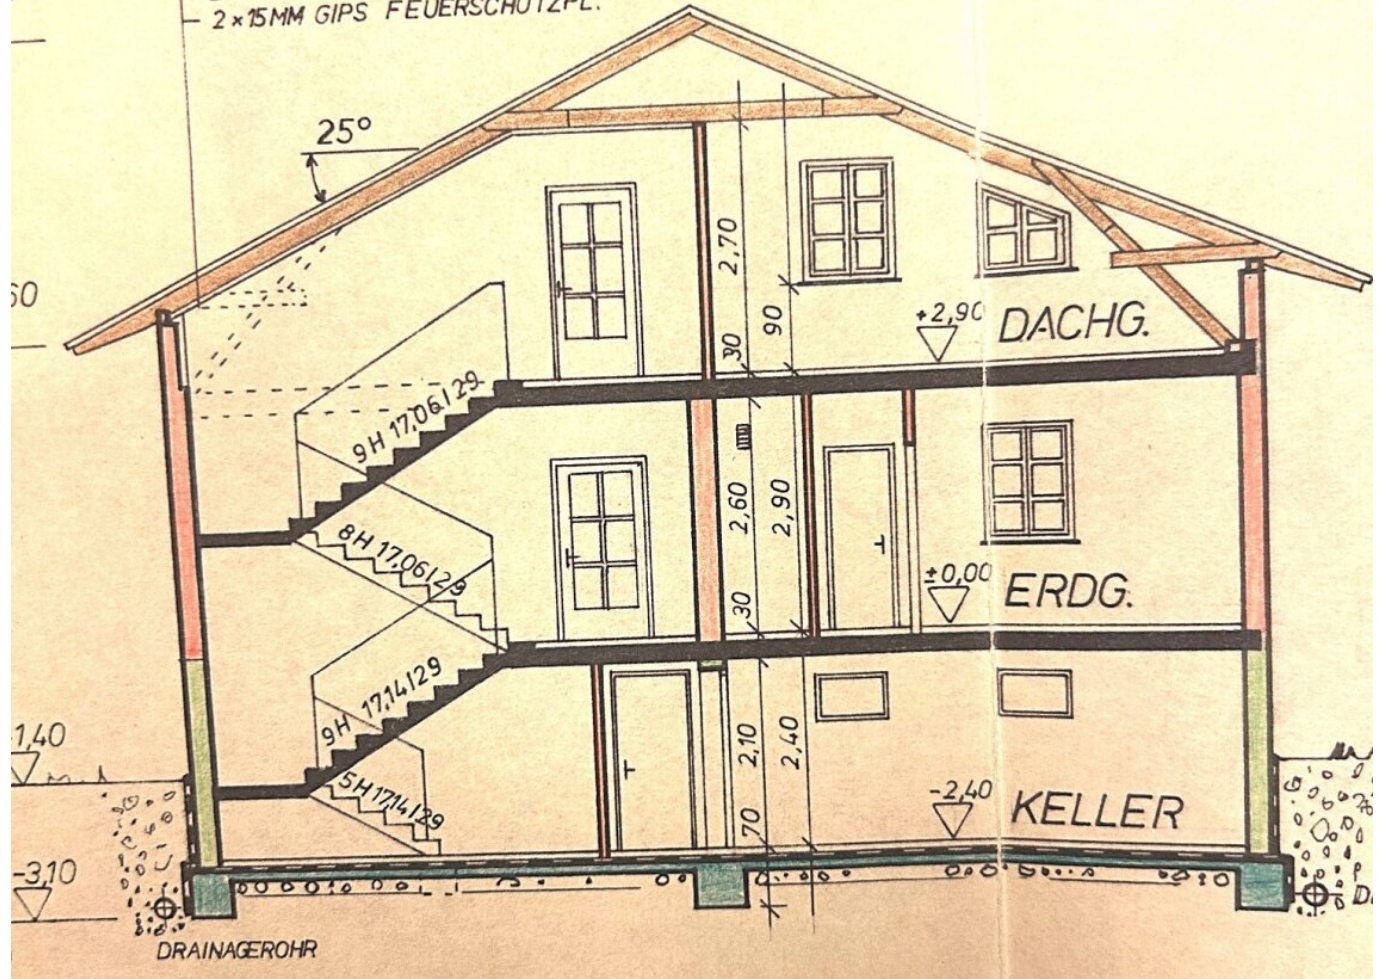 2×15MM GIPS FEUERSCHUTZPL.
25°
2,70
90
30
+2,90
DACHG.
9H 17,06/29
2,60
2,90
8H 17,06/29
±0,00
ERDG.
30
9H 17,14/29
1,40
2,10
2,40
5H 17,14/29
-2,40
KELLER
70
-3,10
DRAINAGEROHR